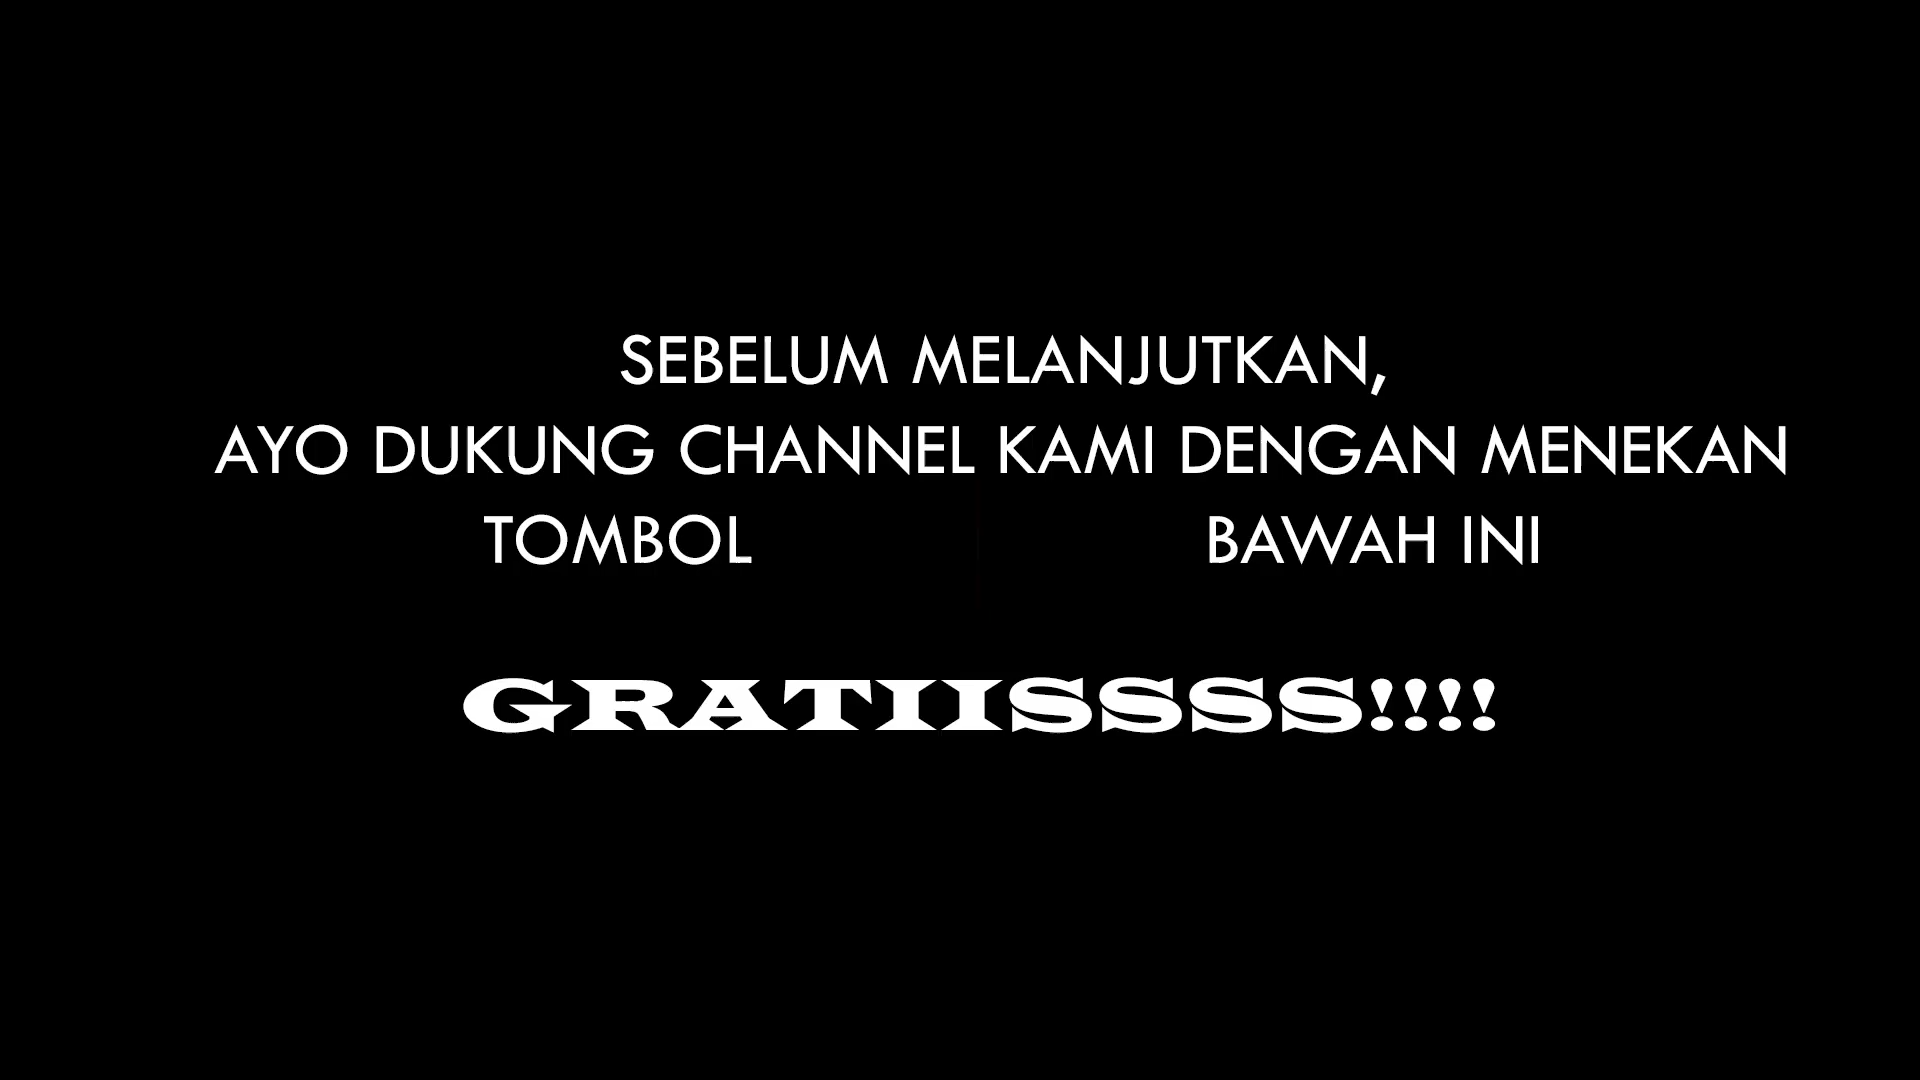 SEBELUM MELANJUTKAN,
AYO DUKUNG CHANNEL KAMI DENGAN MENEKAN
TOMBOL BAWAH INI
GRATIISSSS!!!!